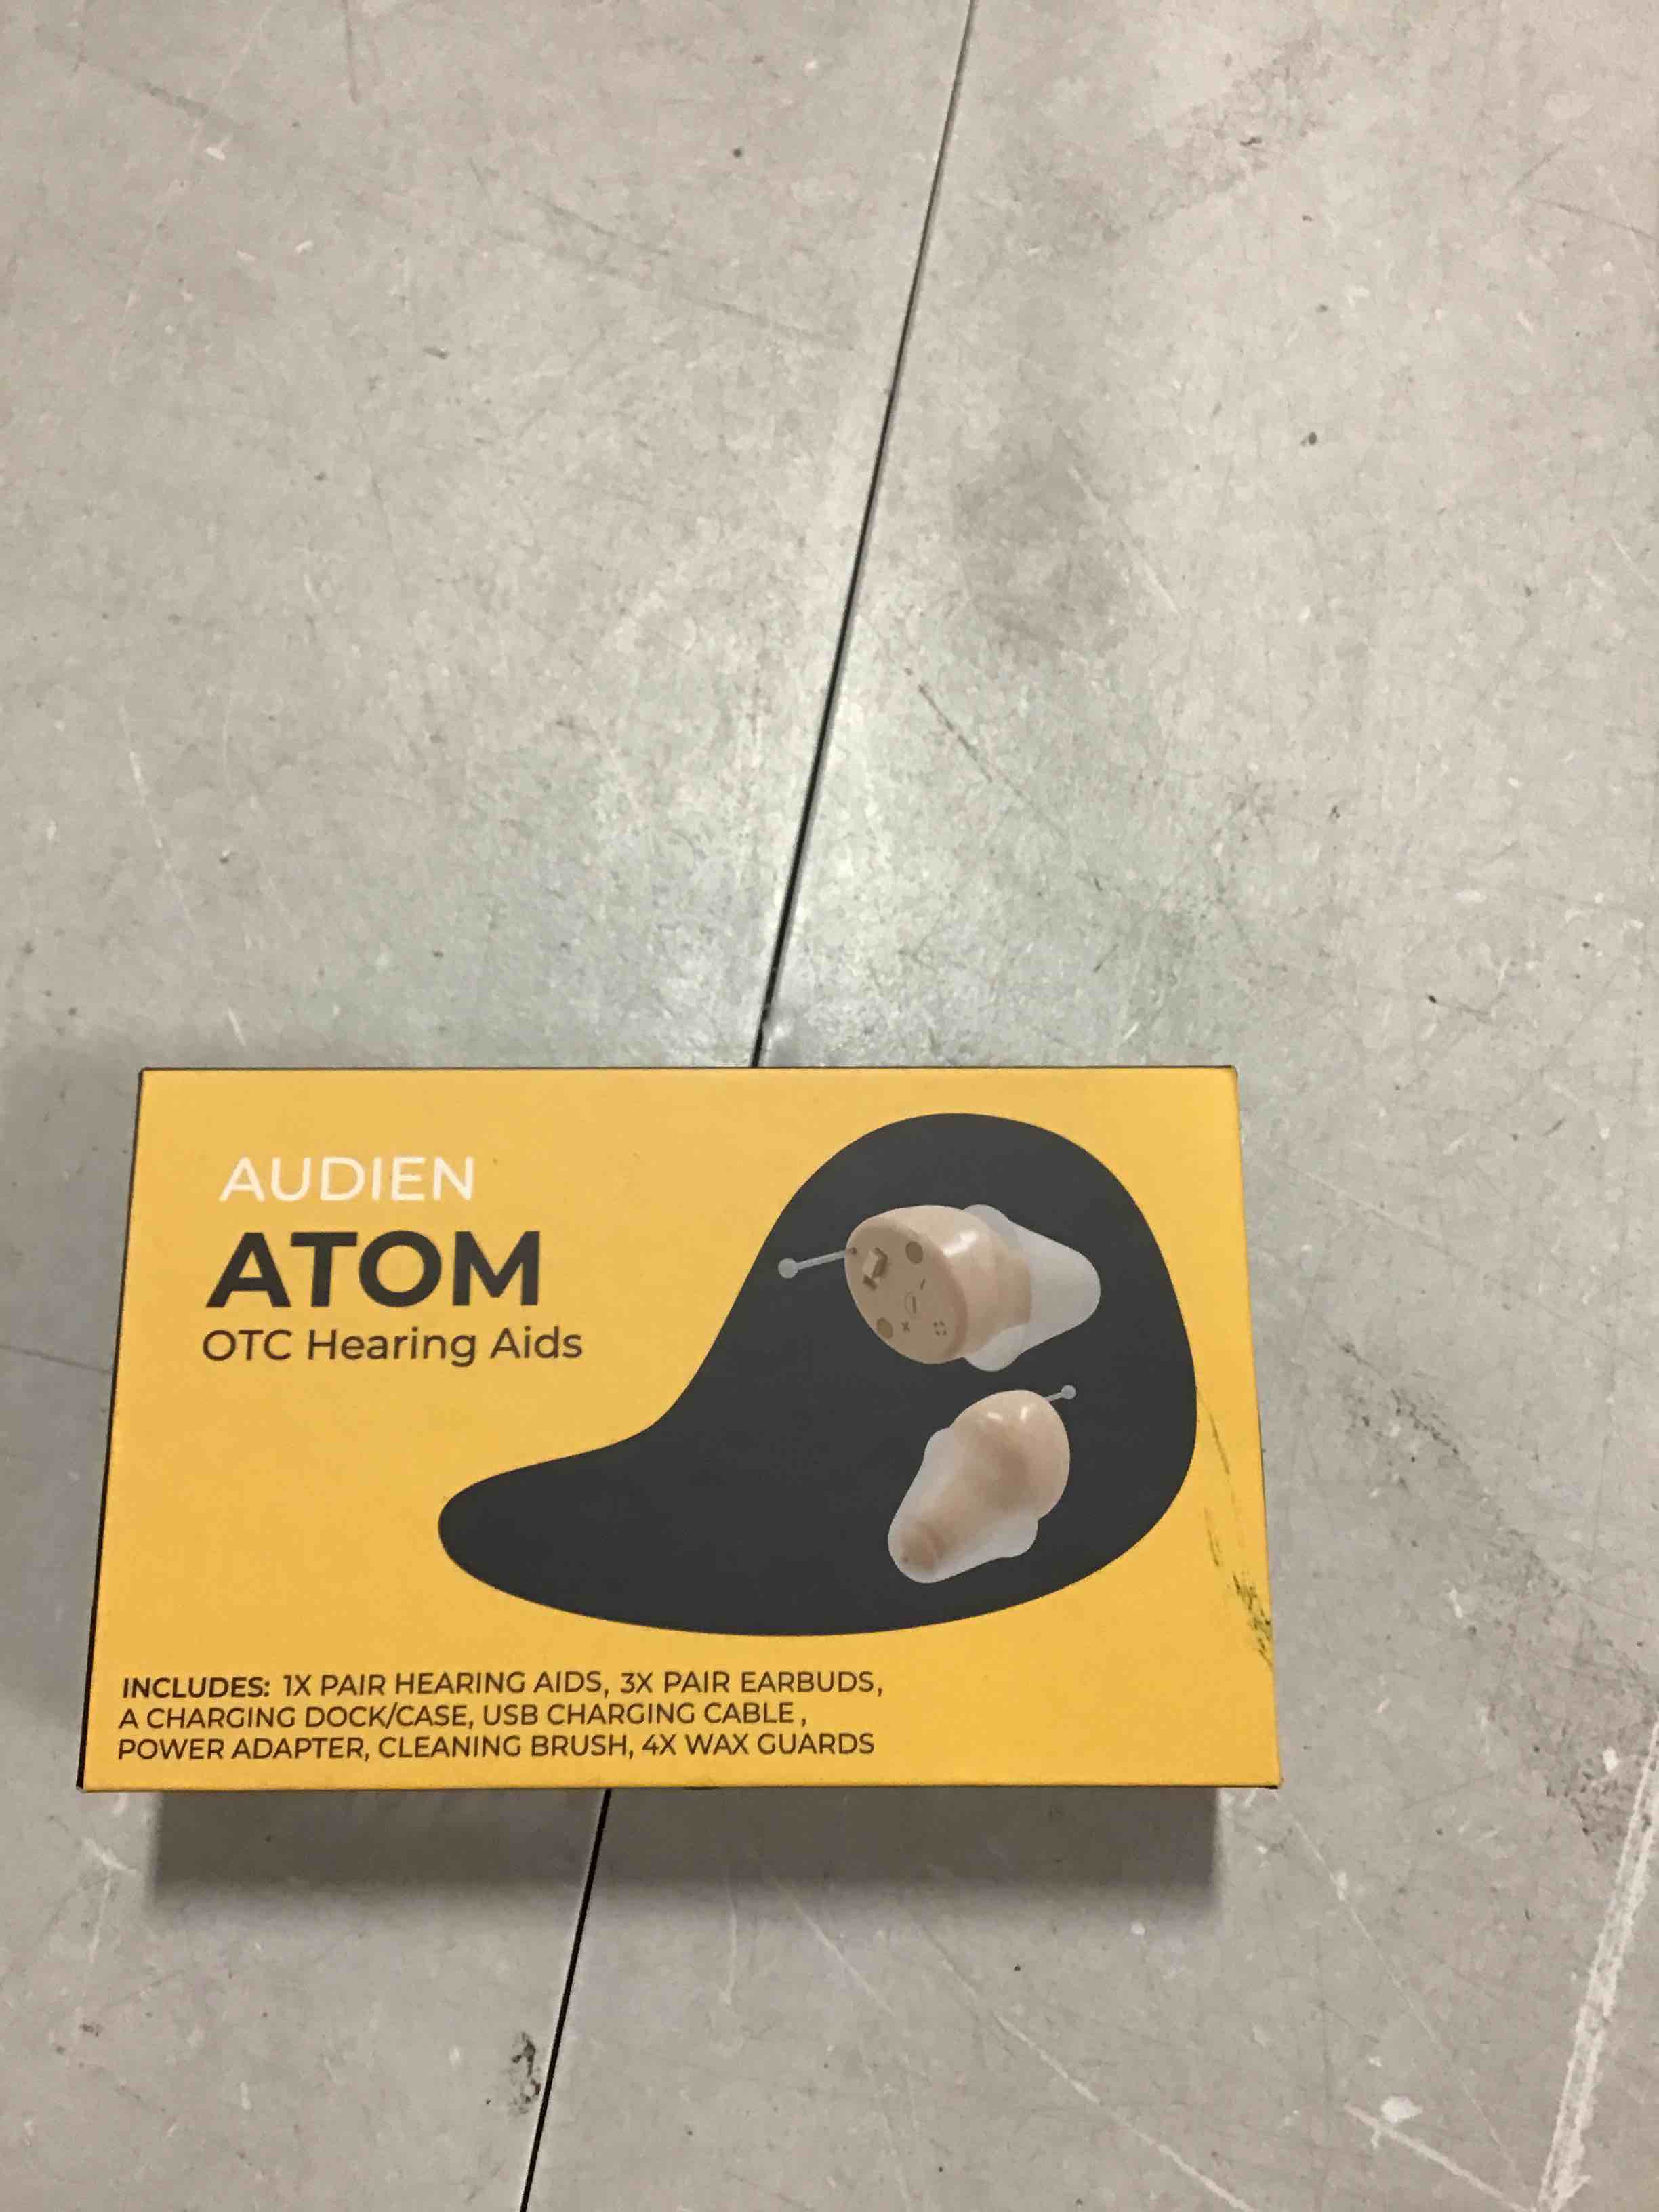 AUDIEN
ATOM
OTC Hearing Aids
INCLUDES: 1X PAIR HEARING AIDS, 3X PAIR EARBUDS,
A CHARGING DOCK/CASE, USB CHARGING CABLE,
POWER ADAPTER, CLEANING BRUSH, 4X WAX GUARDS